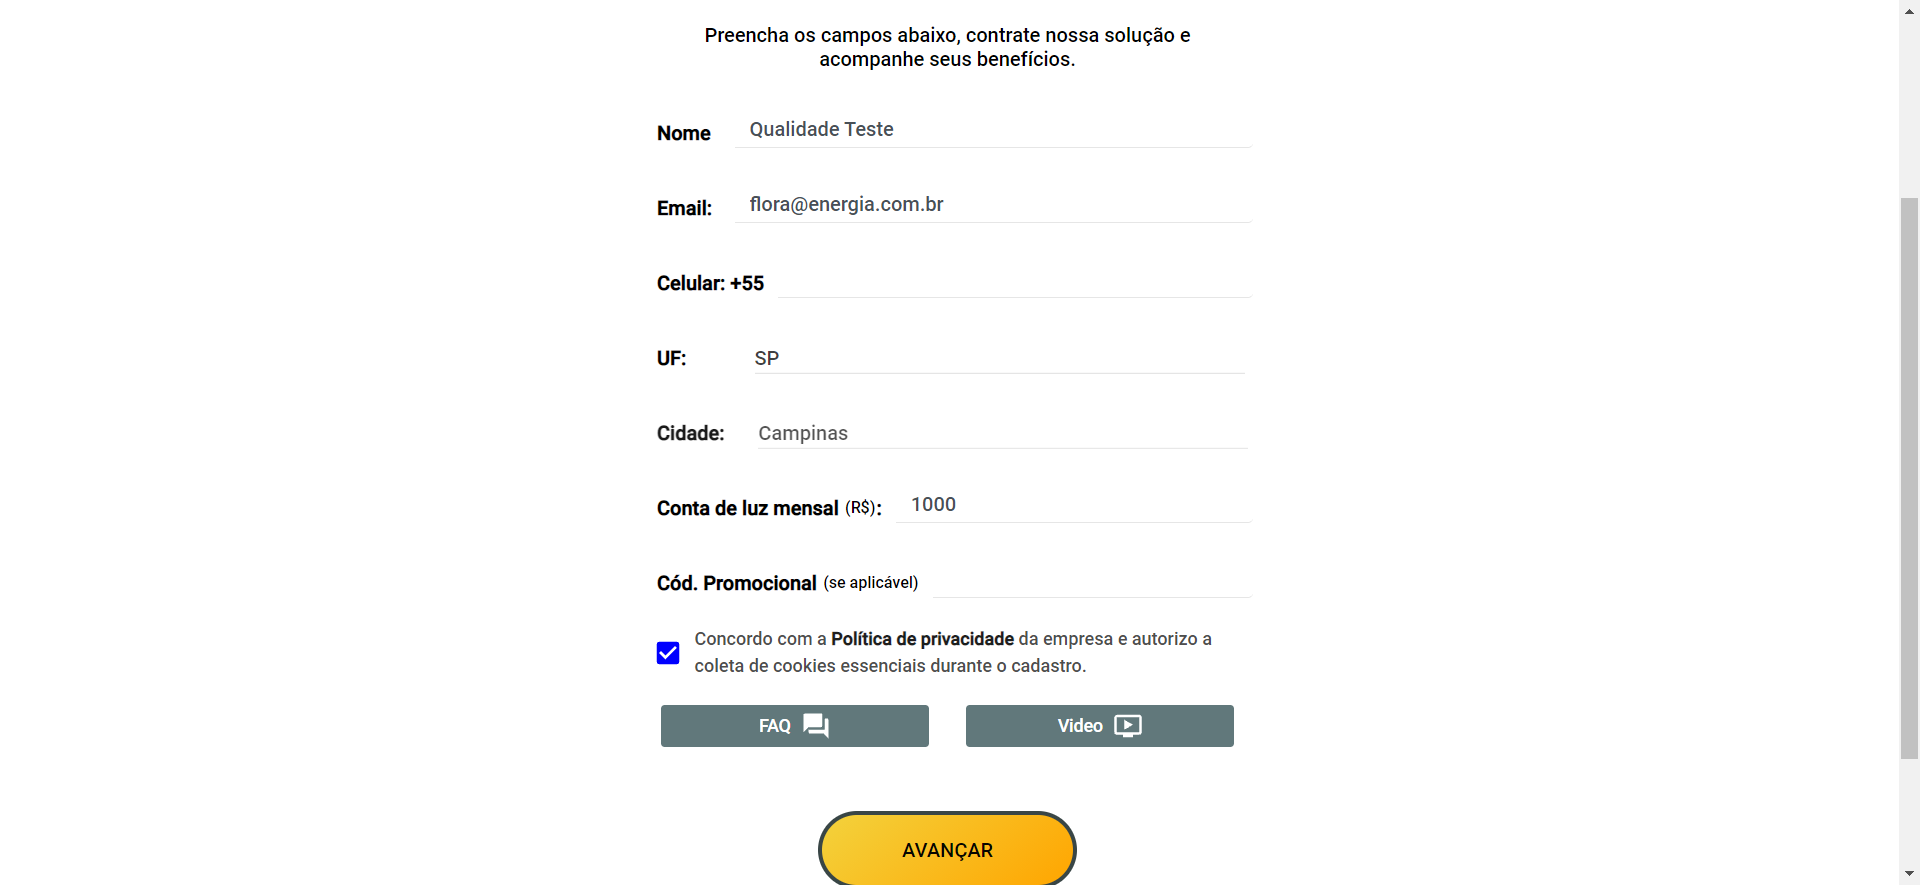 Preencha os campos abaixo, contrate nossa solução e
acompanhe seus benefícios.
Nome Qualidade Teste
Email: flora@energia.com.br
Celular: +55
UF: SP
Cidade: Campinas
Conta de luz mensal (R$): 1000
Cód. Promocional (se aplicável)
Concordo com a Política de privacidade da empresa e autorizo a
coleta de cookies essenciais durante o cadastro.
FAQ Video
AVANÇAR